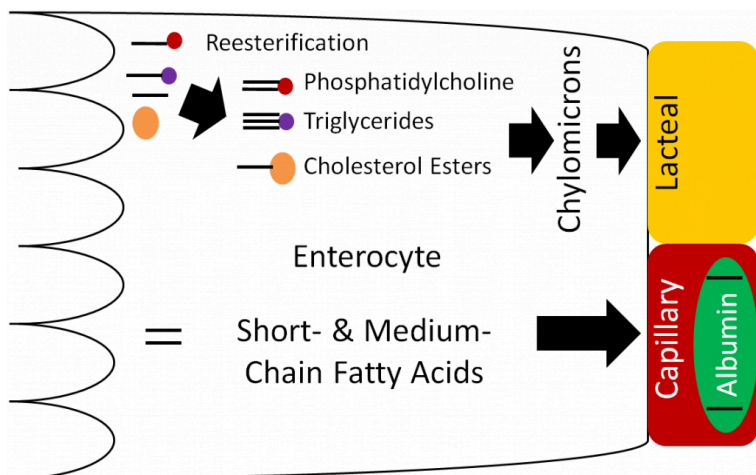 Reesterification
Phosphatidylcholine
Triglycerides
Cholesterol Esters
Chylomicrons
Lacteal
Enterocyte
Short- & Medium-
Chain Fatty Acids
Capillary
Albumin